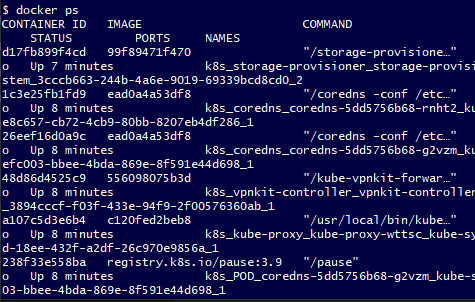 $ docker ps
CONTAINER ID   IMAGE                       COMMAND
     STATUS          PORTS     NAMES
d17fb899f4cd   99f89471f470                "/storage-provisione…"
o   Up 7 minutes               k8s_storage-provisioner_storage-provisi
stem_3cccb663-244b-4a6e-9019-69339bcd8cd0_2
1c3e25fb1fd9   ead0a4a53df8                "/coredns -conf /etc…"
o   Up 8 minutes               k8s_coredns_coredns-5dd5756b68-rnht2_ku
e8c657-cb72-4cb9-80bb-8207eb4df286_1
26eef16d0a9c   ead0a4a53df8                "/coredns -conf /etc…"
o   Up 8 minutes               k8s_coredns_coredns-5dd5756b68-g2vzm_ku
efc003-bbee-4bda-869e-8f591e44d698_1
48d86d4525c9   556098075b3d                "/kube-vpnkit-forwar…"
o   Up 8 minutes               k8s_vpnkit-controller_vpnkit-controller
_3894cccf-f03f-433e-94f9-2f00576360ab_1
a107c5d3e6b4   c120fed2beb8                "/usr/local/bin/kube…"
o   Up 8 minutes               k8s_kube-proxy_kube-proxy-wttsc_kube-sy
d-18ee-432f-a2df-26c970e9856a_1
238f33e558ba   registry.k8s.io/pause:3.9   "/pause"
o   Up 8 minutes               k8s_POD_coredns-5dd5756b68-g2vzm_kube-s
03-bbee-4bda-869e-8f591e44d698_1